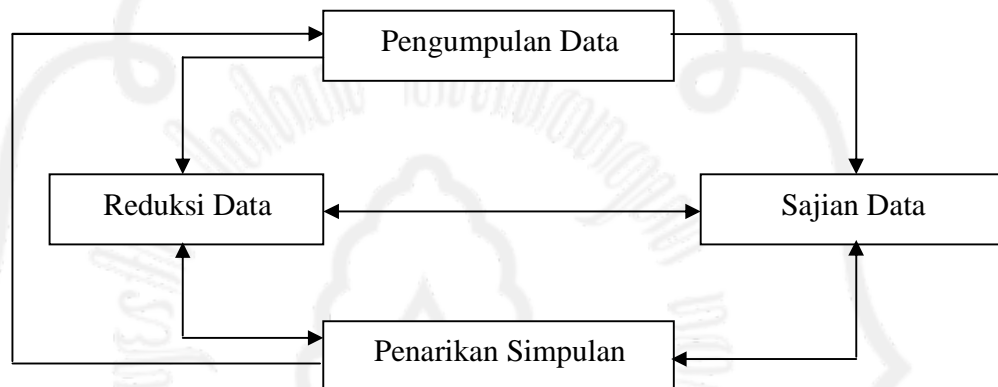 Pengumpulan Data
Reduksi Data
Sajian Data
Penarikan Simpulan